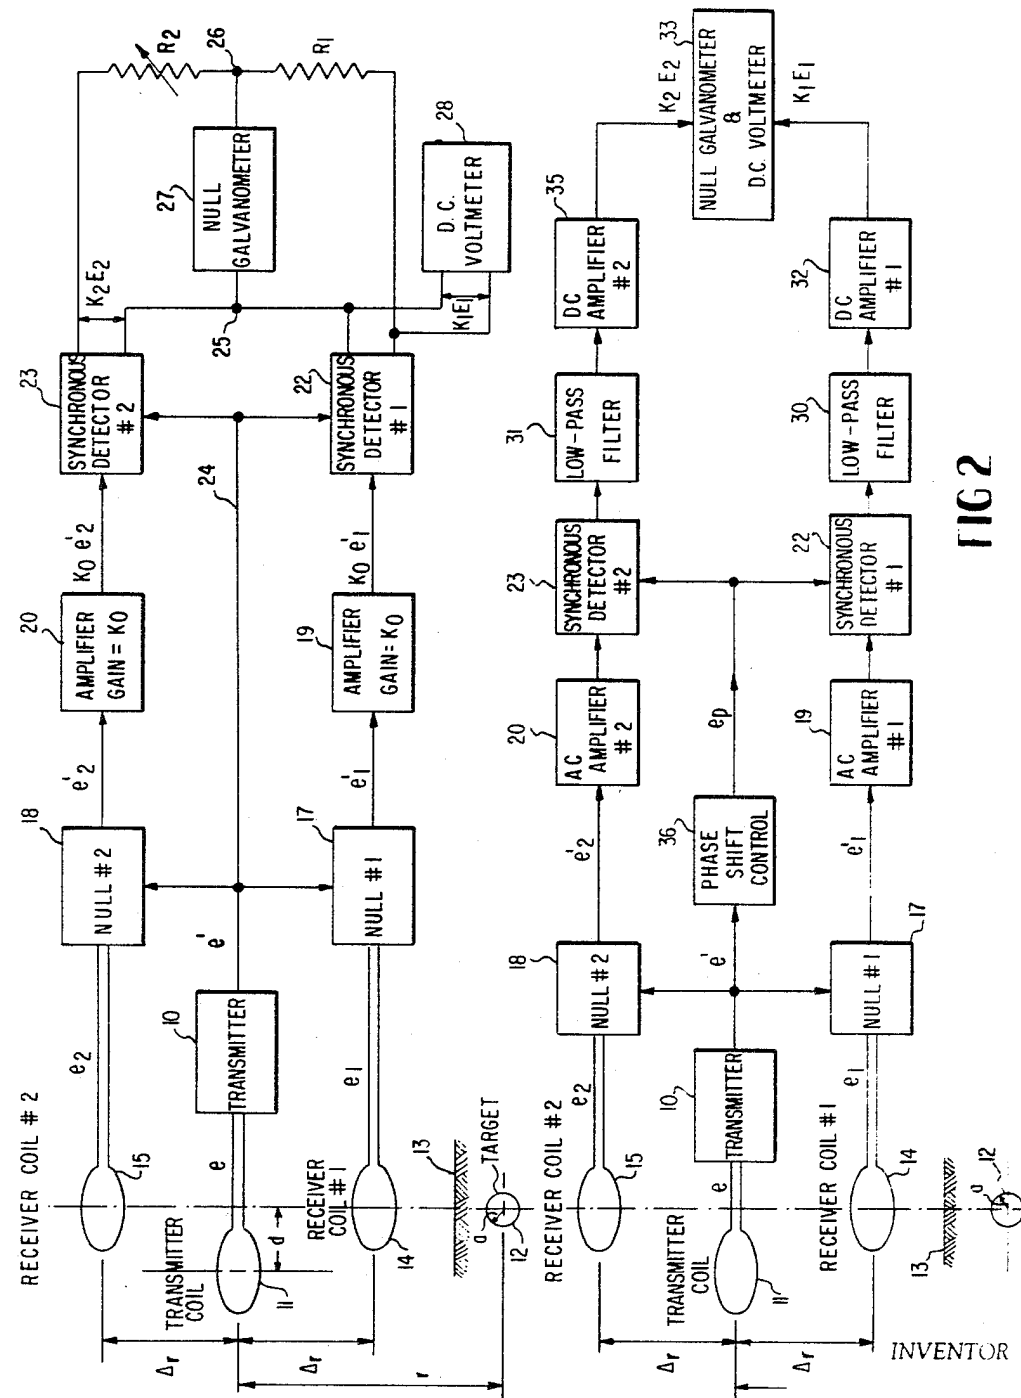 RECEIVER COIL # 2
15
e2
18
NULL # 2
e'2
20
AMPLIFIER
GAIN = K0
K0 e'2
23
SYNCHRONOUS
DETECTOR
# 2
K2E2
R2
26
R1
TRANSMITTER
COIL
11
e
10
TRANSMITTER
e'
24
25
27
NULL
GALVANOMETER
d
RECEIVER
COIL #1
14
e1
17
NULL #1
e'1
19
AMPLIFIER
GAIN=K0
K0 e'1
22
SYNCHRONOUS
DETECTOR
#1
K1E1
28
D.C.
VOLTMETER
13
a
TARGET
12
Δr
Δr
r
RECEIVER COIL #2
15
e2
18
NULL #2
e'2
20
AC
AMPLIFIER
# 2
23
SYNCHRONOUS
DETECTOR
#2
31
LOW-PASS
FILTER
35
DC
AMPLIFIER
# 2
K2 E2
33
NULL GALVANOMETER
&
D.C. VOLTMETER
K1E1
TRANSMITTER
COIL
11
e
10
TRANSMITTER
e'
36
PHASE
SHIFT
CONTROL
ep
RECEIVER COIL #1
14
e1
17
NULL #1
e'1
19
AC
AMPLIFIER
#1
22
SYNCHRONOUS
DETECTOR
#1
30
LOW-PASS
FILTER
32
DC
AMPLIFIER
#1
13
a
12
Δr
Δr
FIG 2
INVENTOR